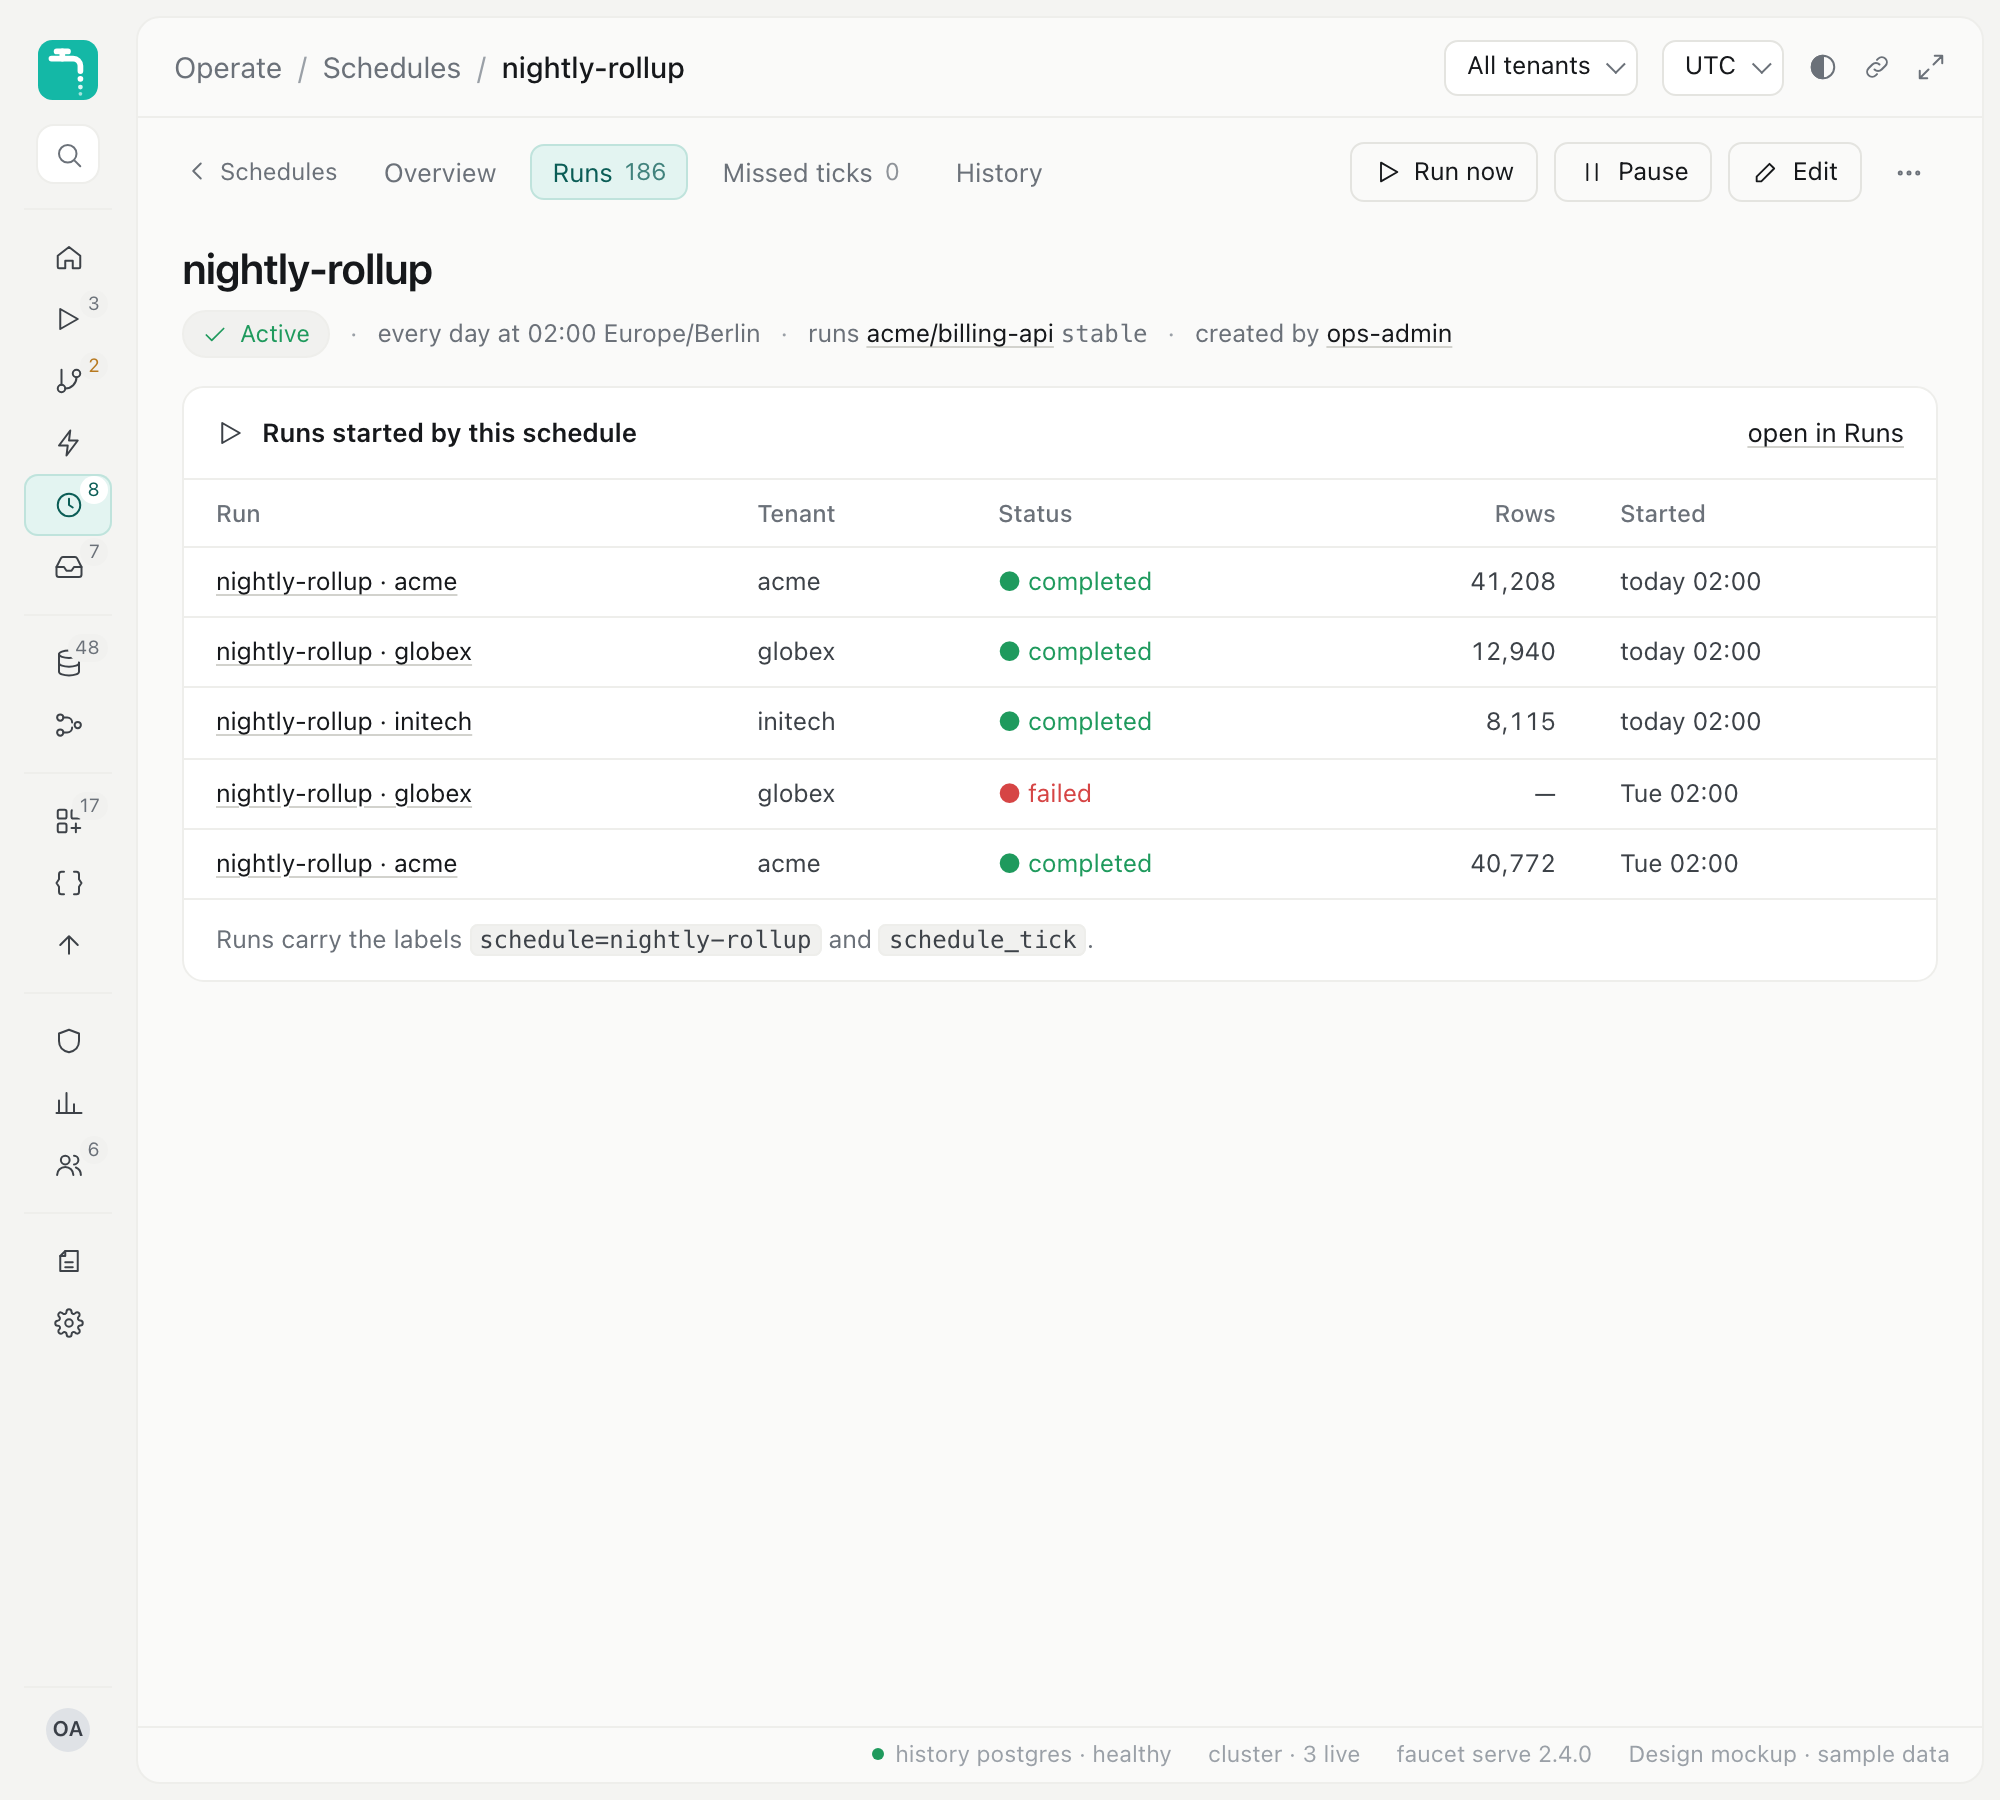 Operate / Schedules / nightly-rollup
All tenants
UTC
Schedules
Overview
Runs 186
Missed ticks 0
History
Run now
Pause
Edit
3
2
8
7
48
17
6
OA
nightly-rollup
Active · every day at 02:00 Europe/Berlin · runs acme/billing-api stable · created by ops-admin
Runs started by this schedule
open in Runs
Run Tenant Status Rows Started
nightly-rollup · acme acme completed 41,208 today 02:00
nightly-rollup · globex globex completed 12,940 today 02:00
nightly-rollup · initech initech completed 8,115 today 02:00
nightly-rollup · globex globex failed — Tue 02:00
nightly-rollup · acme acme completed 40,772 Tue 02:00
Runs carry the labels schedule=nightly-rollup and schedule_tick.
history postgres · healthy cluster · 3 live faucet serve 2.4.0 Design mockup · sample data